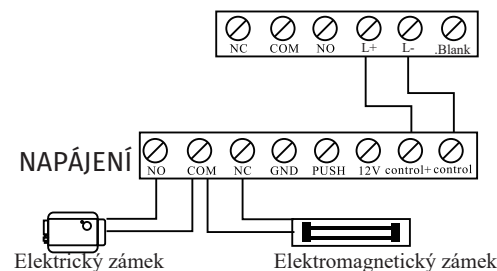 NC COM NO L+ L- .Blank
NAPÁJENÍ
NO COM NC GND PUSH 12V control+ control
Elektrický zámek Elektromagnetický zámek